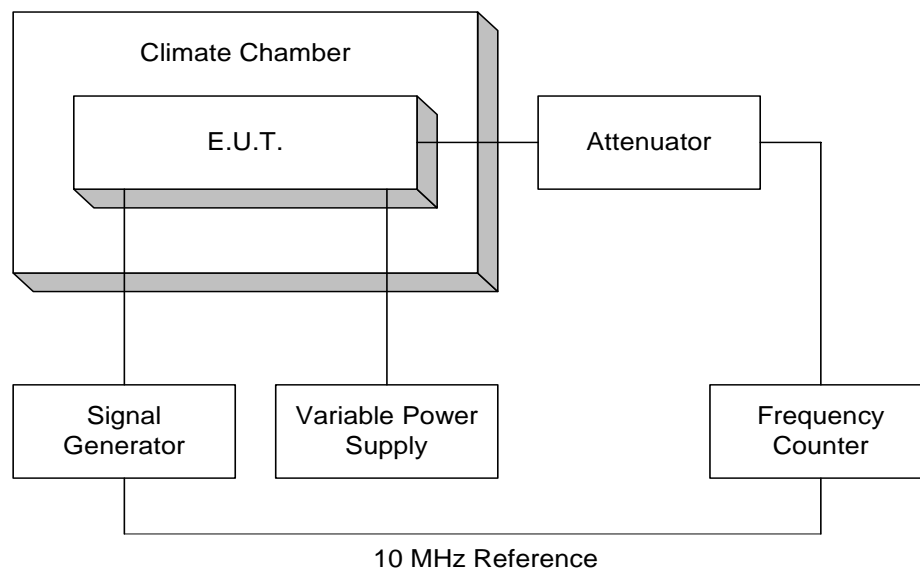 Climate Chamber
E.U.T.
Attenuator
Signal
Generator
Variable Power
Supply
Frequency
Counter
10 MHz Reference